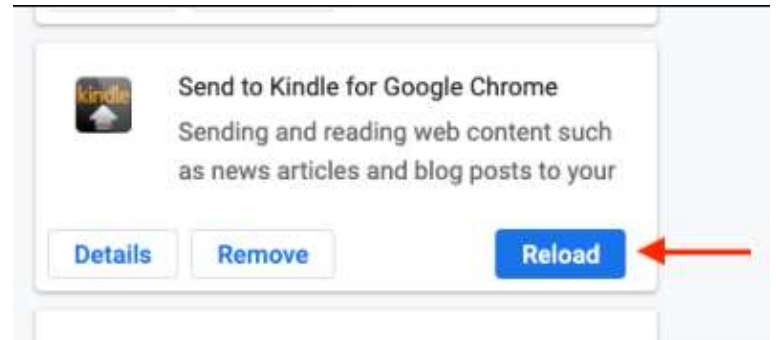 kindle
Send to Kindle for Google Chrome
Sending and reading web content such
as news articles and blog posts to your
Details Remove Reload